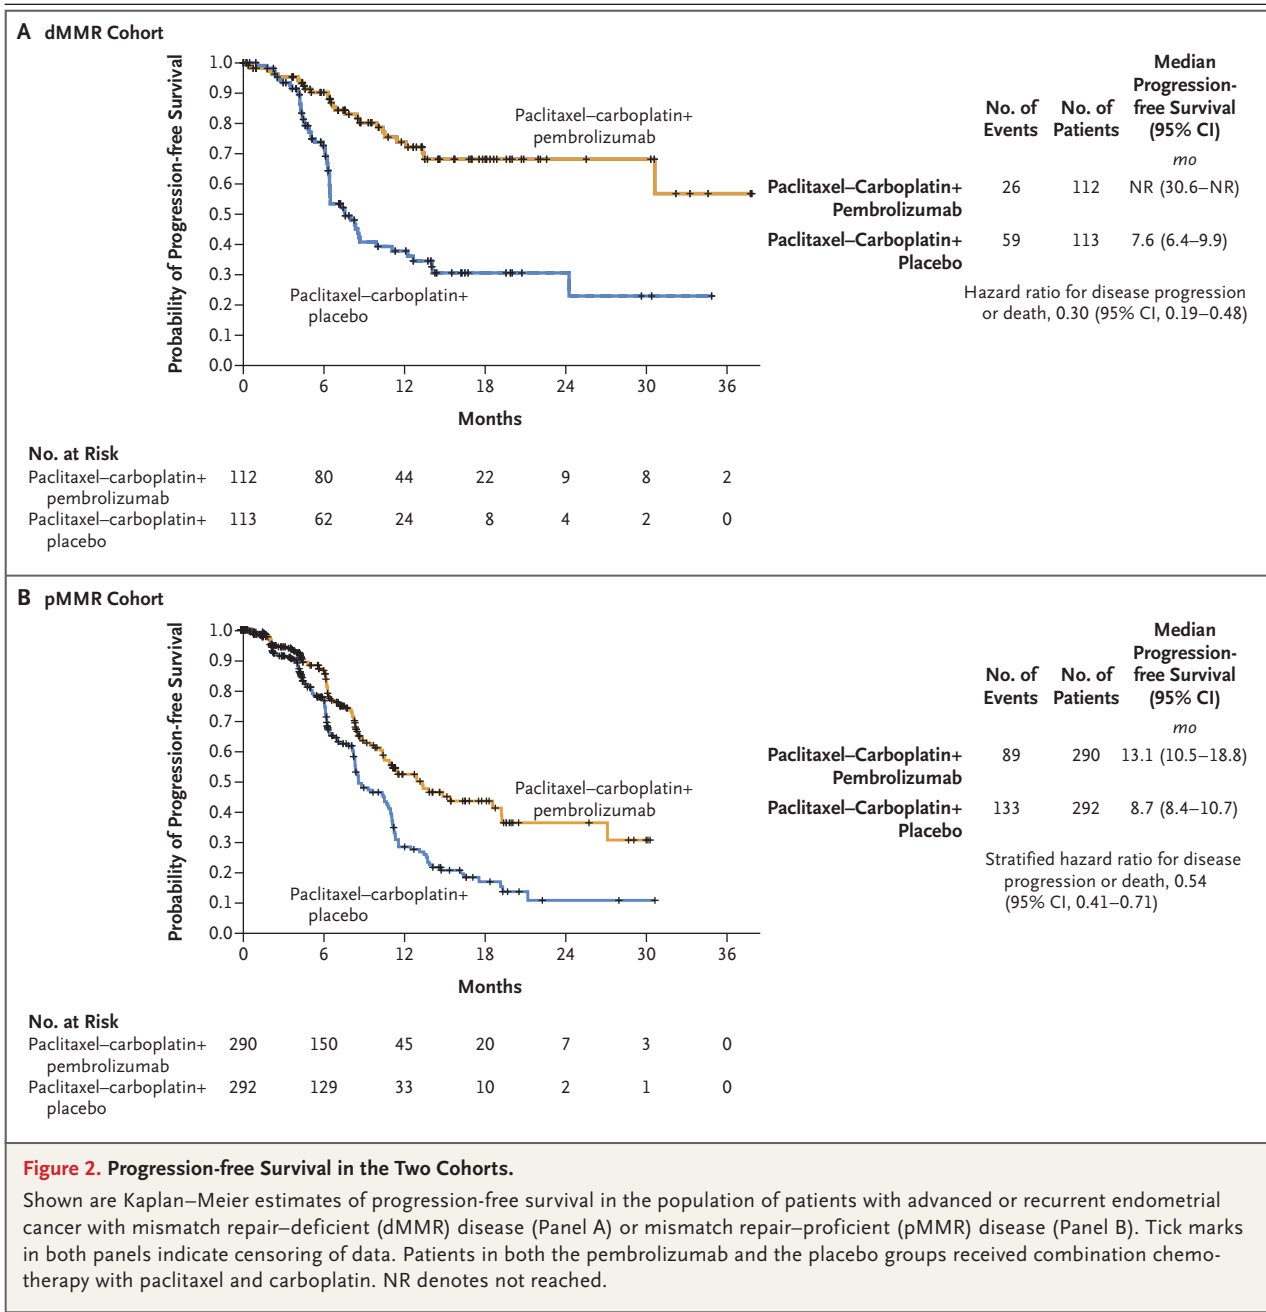 A dMMR Cohort
Probability of Progression-free Survival
1.0
0.9
0.8
0.7
0.6
0.5
0.4
0.3
0.2
0.1
0.0
0 6 12 18 24 30 36
Months
Paclitaxel–carboplatin+
pembrolizumab
Paclitaxel–carboplatin+
placebo
Median
Progression-
No. of No. of free Survival
Events Patients (95% CI)
mo
Paclitaxel–Carboplatin+ 26 112 NR (30.6–NR)
Pembrolizumab
Paclitaxel–Carboplatin+ 59 113 7.6 (6.4–9.9)
Placebo
Hazard ratio for disease progression
or death, 0.30 (95% CI, 0.19–0.48)
No. at Risk
Paclitaxel–carboplatin+ 112 80 44 22 9 8 2
pembrolizumab
Paclitaxel–carboplatin+ 113 62 24 8 4 2 0
placebo
B pMMR Cohort
Probability of Progression-free Survival
1.0
0.9
0.8
0.7
0.6
0.5
0.4
0.3
0.2
0.1
0.0
0 6 12 18 24 30 36
Months
Paclitaxel–carboplatin+
pembrolizumab
Paclitaxel–carboplatin+
placebo
Median
Progression-
No. of No. of free Survival
Events Patients (95% CI)
mo
Paclitaxel–Carboplatin+ 89 290 13.1 (10.5–18.8)
Pembrolizumab
Paclitaxel–Carboplatin+ 133 292 8.7 (8.4–10.7)
Placebo
Stratified hazard ratio for disease
progression or death, 0.54
(95% CI, 0.41–0.71)
No. at Risk
Paclitaxel–carboplatin+ 290 150 45 20 7 3 0
pembrolizumab
Paclitaxel–carboplatin+ 292 129 33 10 2 1 0
placebo
Figure 2. Progression-free Survival in the Two Cohorts.
Shown are Kaplan–Meier estimates of progression-free survival in the population of patients with advanced or recurrent endometrial
cancer with mismatch repair–deficient (dMMR) disease (Panel A) or mismatch repair–proficient (pMMR) disease (Panel B). Tick marks
in both panels indicate censoring of data. Patients in both the pembrolizumab and the placebo groups received combination chemo-
therapy with paclitaxel and carboplatin. NR denotes not reached.